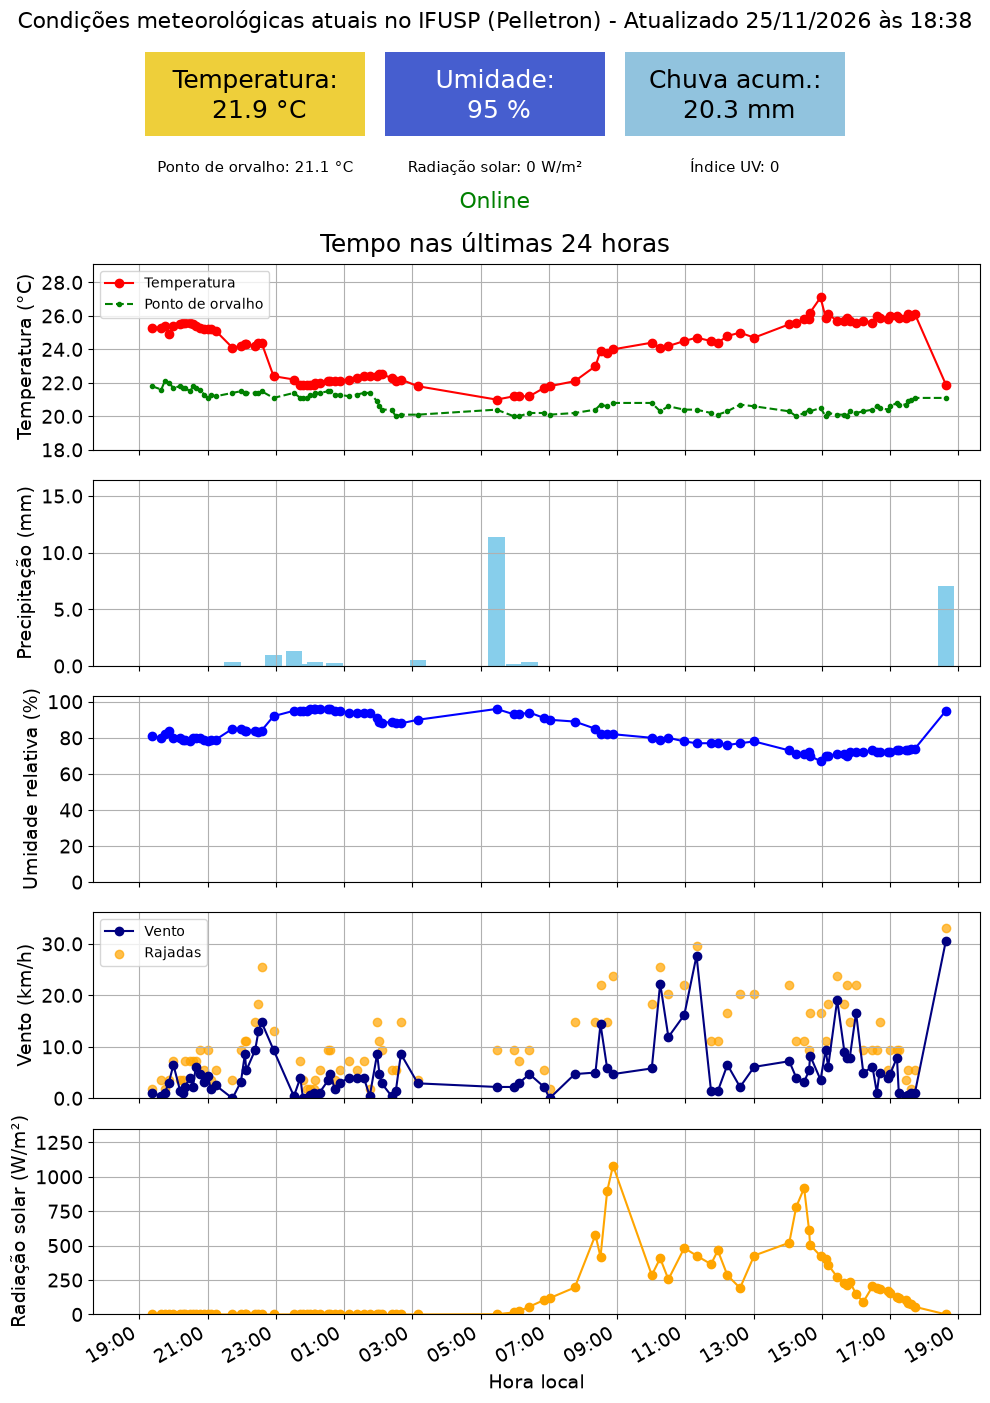 Condições meteorológicas atuais no IFUSP (Pelletron) - Atualizado 25/11/2026 às 18:38
Temperatura:
21.9 °C
Umidade:
95 %
Chuva acum.:
20.3 mm
Ponto de orvalho: 21.1 °C
Radiação solar: 0 W/m²
Índice UV: 0
Online
Tempo nas últimas 24 horas
Temperatura (°C)
28.0
26.0
24.0
22.0
20.0
18.0
Temperatura
Ponto de orvalho
Precipitação (mm)
15.0
10.0
5.0
0.0
Umidade relativa (%)
100
80
60
40
20
0
Vento (km/h)
30.0
20.0
10.0
0.0
Vento
Rajadas
Radiação solar (W/m²)
1250
1000
750
500
250
0
19:00
21:00
23:00
01:00
03:00
05:00
07:00
09:00
11:00
13:00
15:00
17:00
19:00
Hora local